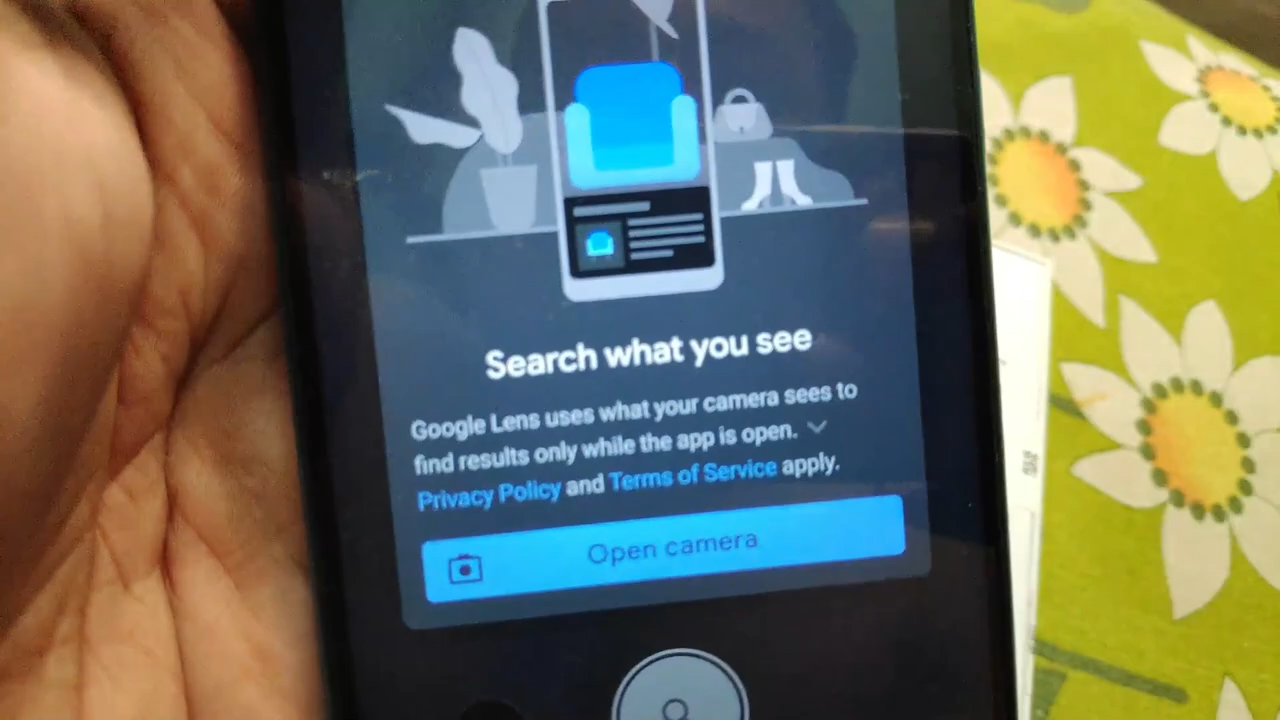 Search what you see
Google Lens uses what your camera sees to
find results only while the app is open.
Privacy Policy and Terms of Service apply.
Open camera